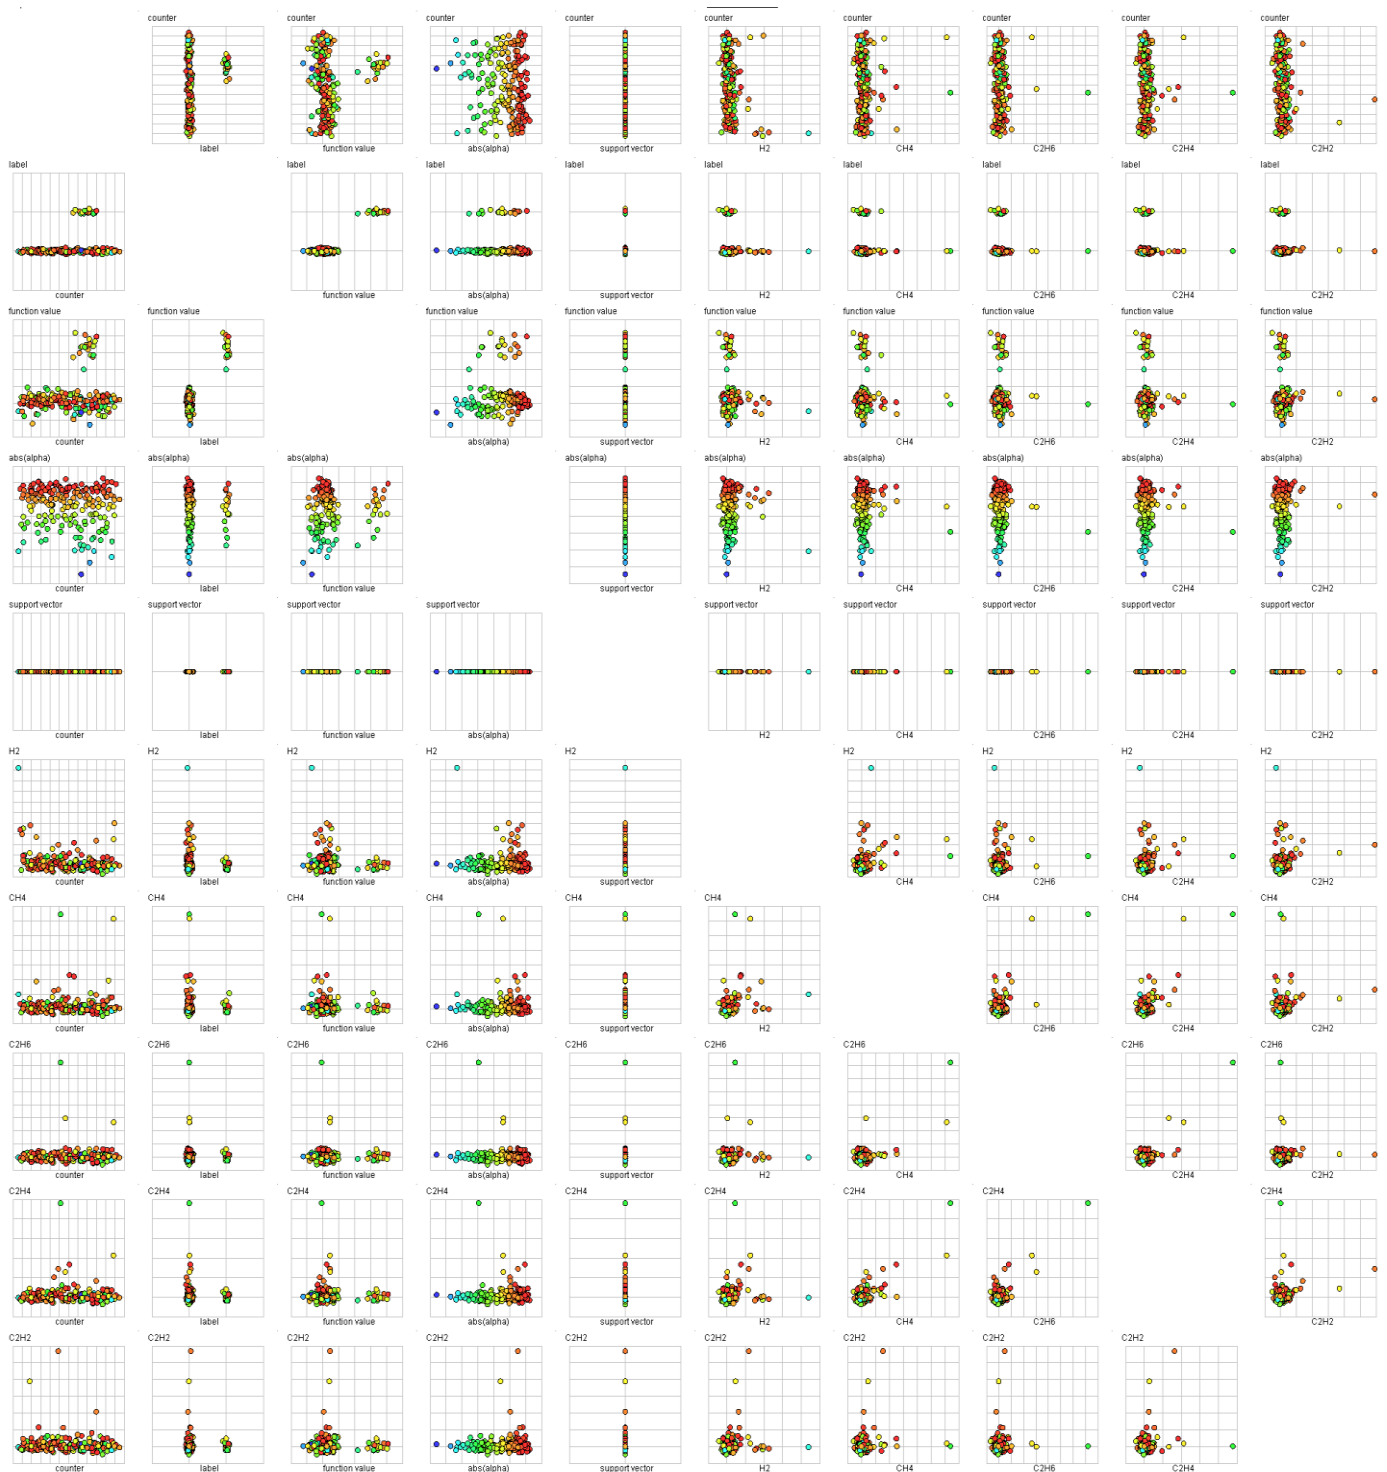 counter counter counter counter counter counter counter counter counter
label function value abs(alpha) support vector H2 CH4 C2H6 C2H4 C2H2
label label label label label label label label label
counter function value abs(alpha) support vector H2 CH4 C2H6 C2H4 C2H2
function value function value function value function value function value function value function value function value function value
counter label abs(alpha) support vector H2 CH4 C2H6 C2H4 C2H2
abs(alpha) abs(alpha) abs(alpha) abs(alpha) abs(alpha) abs(alpha) abs(alpha) abs(alpha) abs(alpha)
counter label function value support vector H2 CH4 C2H6 C2H4 C2H2
support vector support vector support vector support vector support vector support vector support vector support vector support vector
counter label function value abs(alpha) H2 CH4 C2H6 C2H4 C2H2
H2 H2 H2 H2 H2 H2 H2 H2 H2
counter label function value abs(alpha) support vector CH4 C2H6 C2H4 C2H2
CH4 CH4 CH4 CH4 CH4 CH4 CH4 CH4 CH4
counter label function value abs(alpha) support vector H2 C2H6 C2H4 C2H2
C2H6 C2H6 C2H6 C2H6 C2H6 C2H6 C2H6 C2H6 C2H6
counter label function value abs(alpha) support vector H2 CH4 C2H4 C2H2
C2H4 C2H4 C2H4 C2H4 C2H4 C2H4 C2H4 C2H4 C2H4
counter label function value abs(alpha) support vector H2 CH4 C2H6 C2H2
C2H2 C2H2 C2H2 C2H2 C2H2 C2H2 C2H2 C2H2 C2H2
counter label function value abs(alpha) support vector H2 CH4 C2H6 C2H4